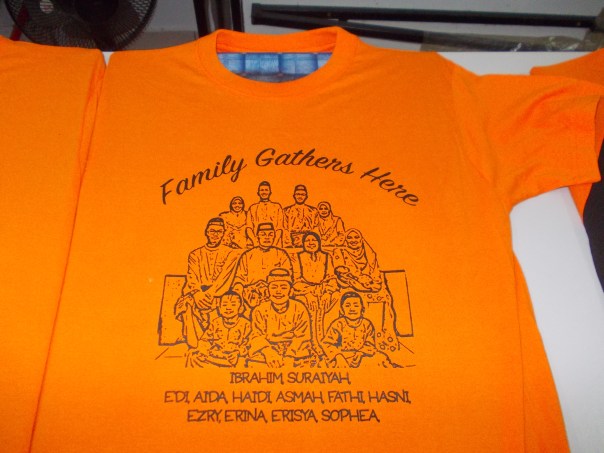 Family Gathers Here
IBRAHIM, SURAIYAH,
EDI, AIDA, HAIDI, ASMAH, FATHI, HASNI,
EZRY, ERINA, ERISYA, SOPHEA